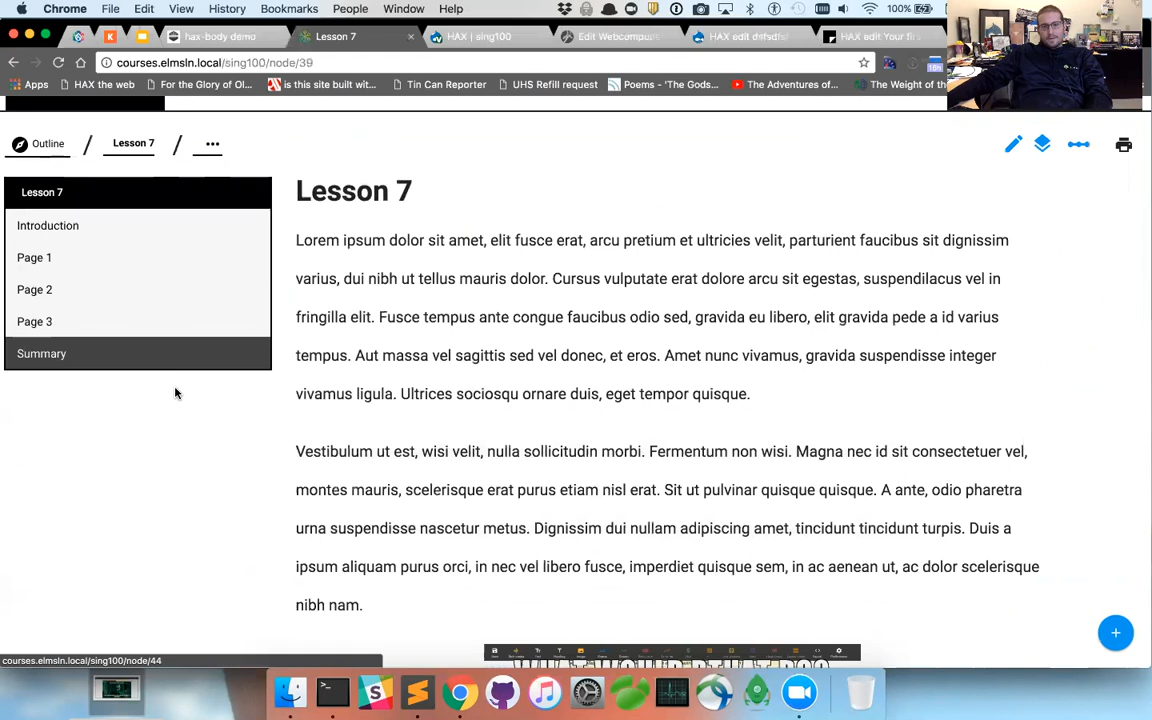 Chrome File Edit View History Bookmarks People Window Help 100%
hax-body demo Lesson 7 HAX | sing100 Edit Webcompu HAX edit dnfsdfsd HAX edit Your firs
courses.elmsln.local/sing100/node/39
Apps HAX the web For the Glory of Ol... is this site built wit... Tin Can Reporter UHS Refill request Poems - 'The Gods... The Adventures of... The Weight of the
Outline / Lesson 7 / •••
Lesson 7
Introduction
Page 1
Page 2
Page 3
Summary
Lesson 7
Lorem ipsum dolor sit amet, elit fusce erat, arcu pretium et ultricies velit, parturient faucibus sit dignissim
varius, dui nibh ut tellus mauris dolor. Cursus vulputate erat dolore arcu sit egestas, suspendilacus vel in
fringilla elit. Fusce tempus ante congue faucibus odio sed, gravida eu libero, elit gravida pede a id varius
tempus. Aut massa vel sagittis sed vel donec, et eros. Amet nunc vivamus, gravida suspendisse integer
vivamus ligula. Ultrices sociosqu ornare duis, eget tempor quisque.
Vestibulum ut est, wisi velit, nulla sollicitudin morbi. Fermentum non wisi. Magna nec id sit consectetuer vel,
montes mauris, scelerisque erat purus etiam nisl erat. Sit ut pulvinar quisque quisque. A ante, odio pharetra
urna suspendisse nascetur metus. Dignissim dui nullam adipiscing amet, tincidunt tincidunt turpis. Duis a
ipsum aliquam purus orci, in nec vel libero fusce, imperdiet quisque sem, in ac aenean ut, ac dolor scelerisque
nibh nam.
courses.elmsln.local/sing100/node/44